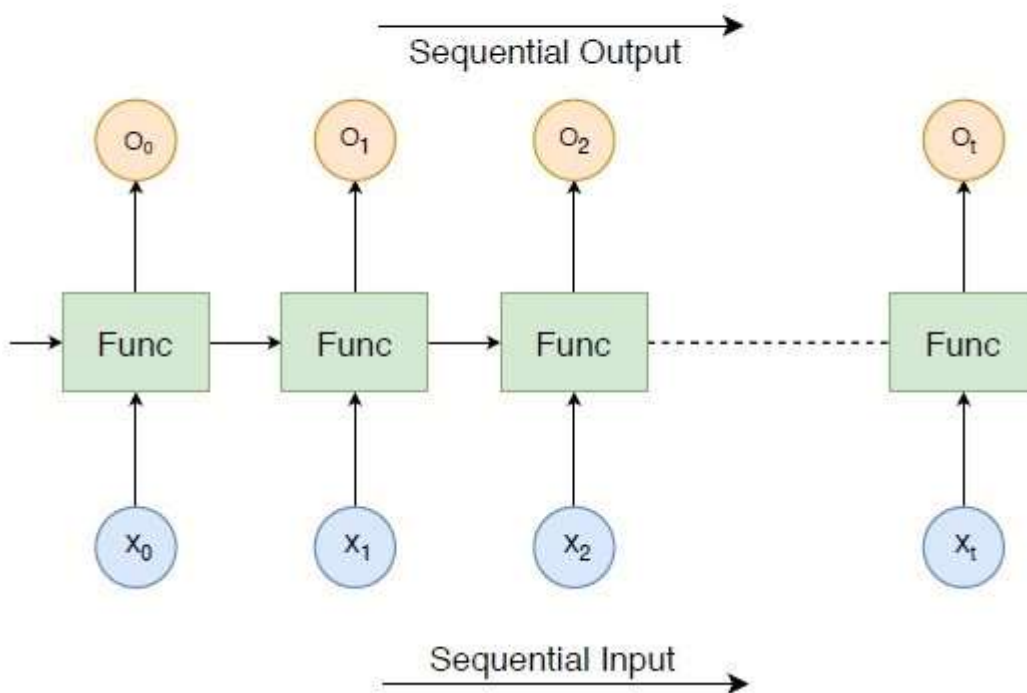 Sequential Output
O₀ O₁ O₂ Oₜ
Func Func Func Func
X₀ X₁ X₂ Xₜ
Sequential Input